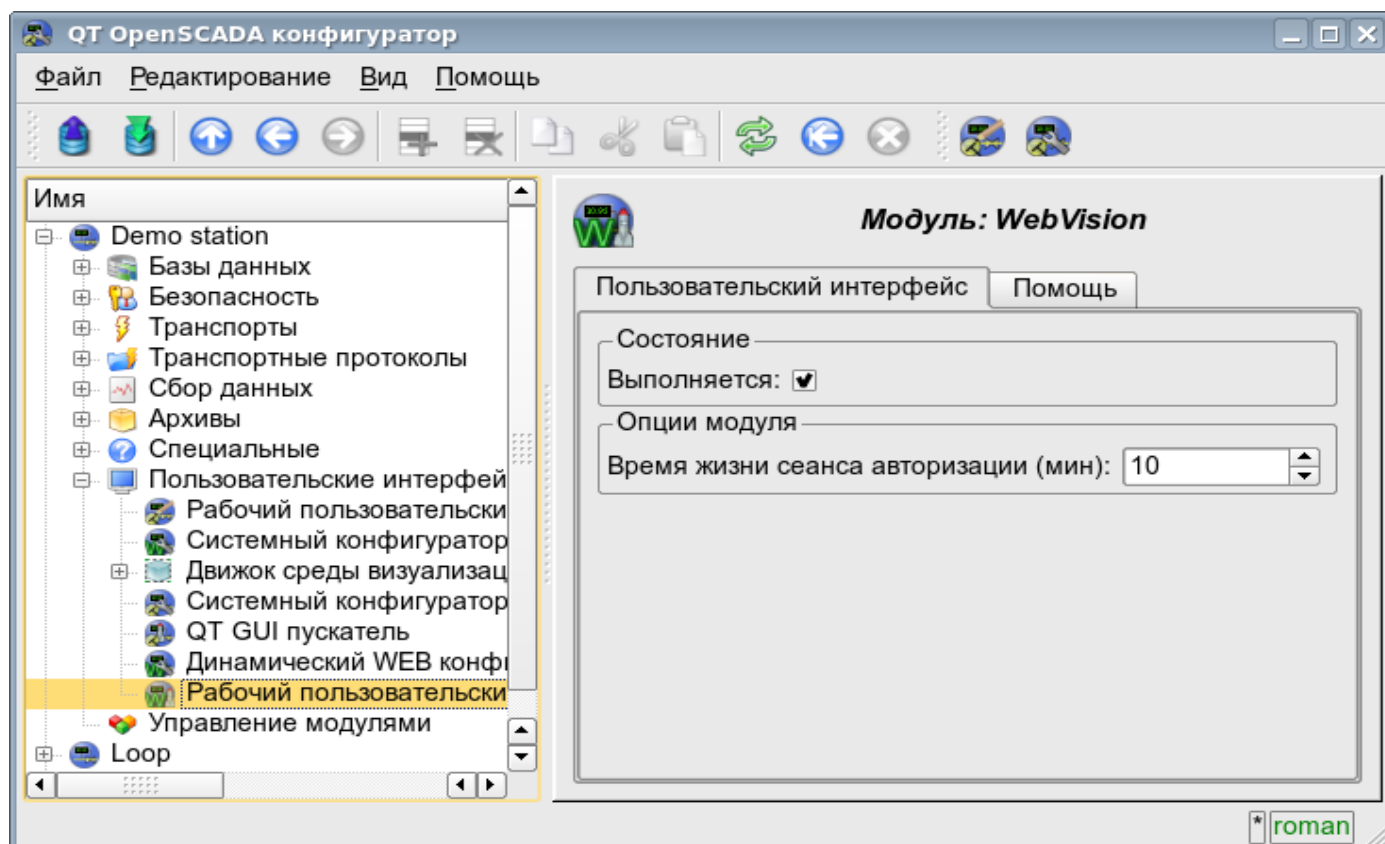 QT OpenSCADA конфигуратор
Файл Редактирование Вид Помощь
Имя
Demo station
Базы данных
Безопасность
Транспорты
Транспортные протоколы
Сбор данных
Архивы
Специальные
Пользовательские интерфей
Рабочий пользовательски
Системный конфигуратор
Движок среды визуализац
Системный конфигуратор
QT GUI пускатель
Динамический WEB конфи
Рабочий пользовательски
Управление модулями
Loop
Модуль: WebVision
Пользовательский интерфейс Помощь
Состояние
Выполняется:
Опции модуля
Время жизни сеанса авторизации (мин): 10
* roman